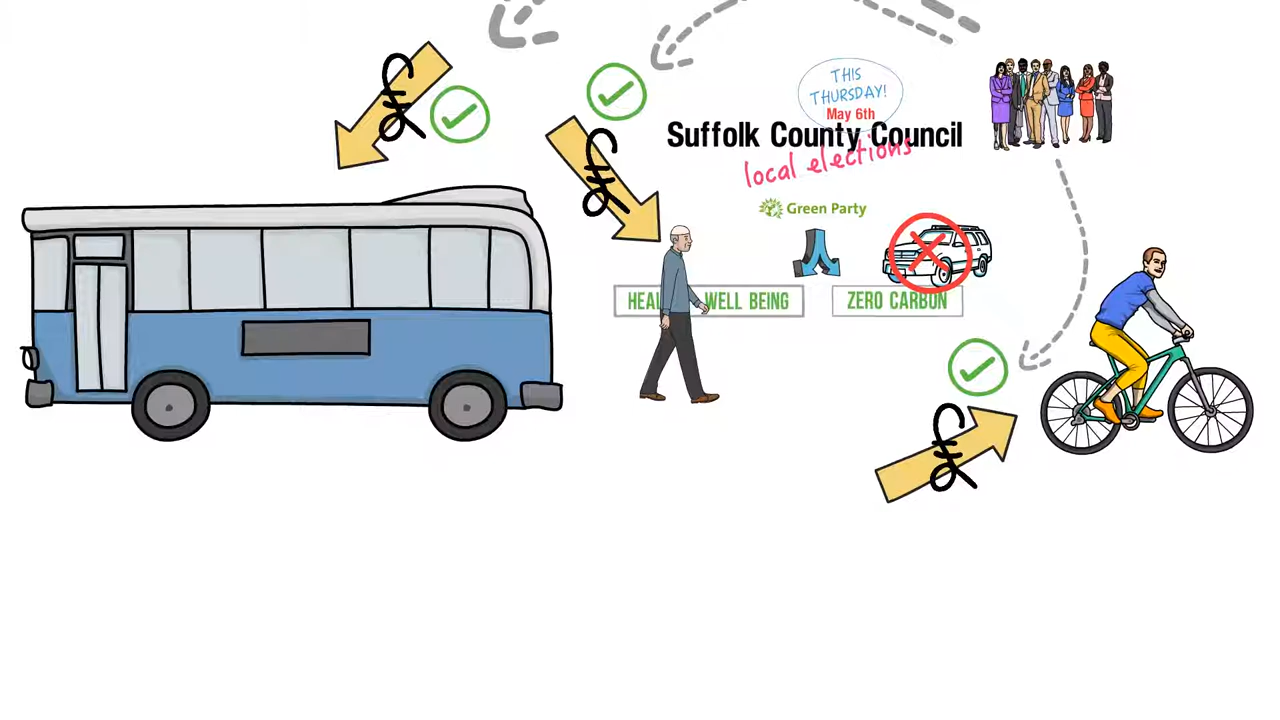 THIS
THURSDAY!
May 6th
Suffolk County Council
local elections
Green Party
WELL BEING
ZERO CARBON
£
£
£